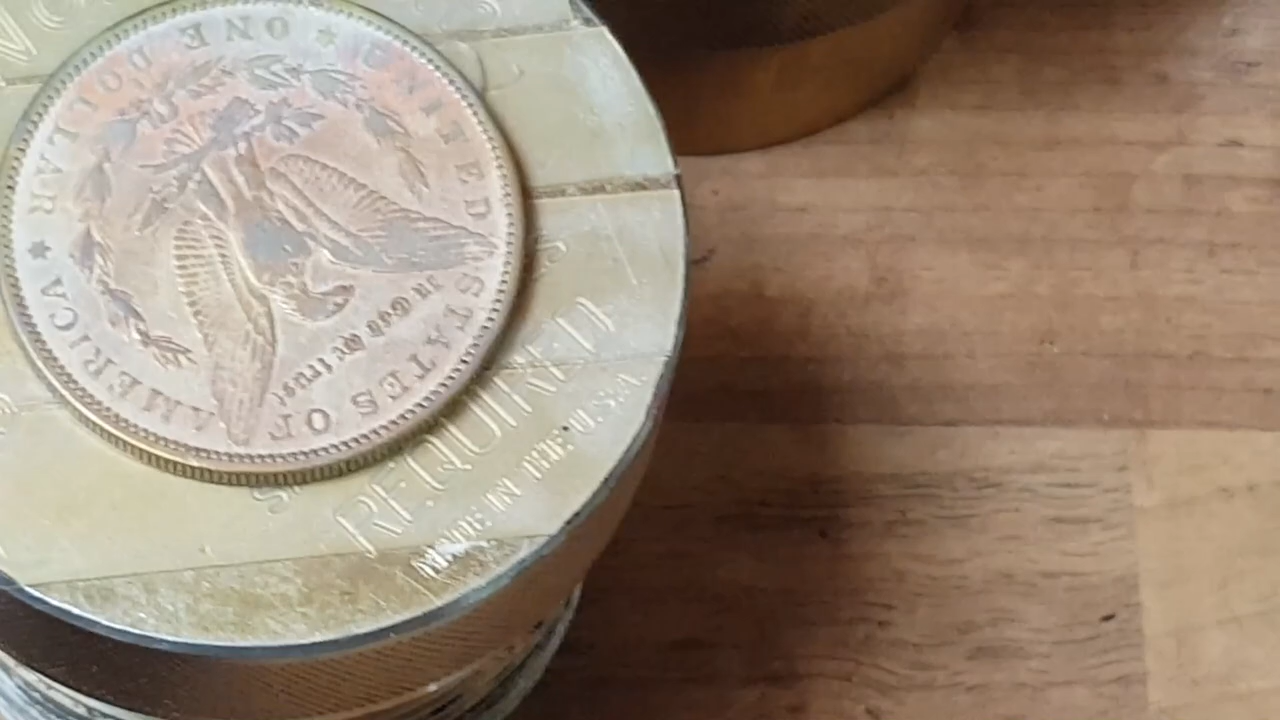 UNITED STATES OF AMERICA
In God We Trust
ONE DOLLAR
REQUIRED
MADE IN THE U.S.A.